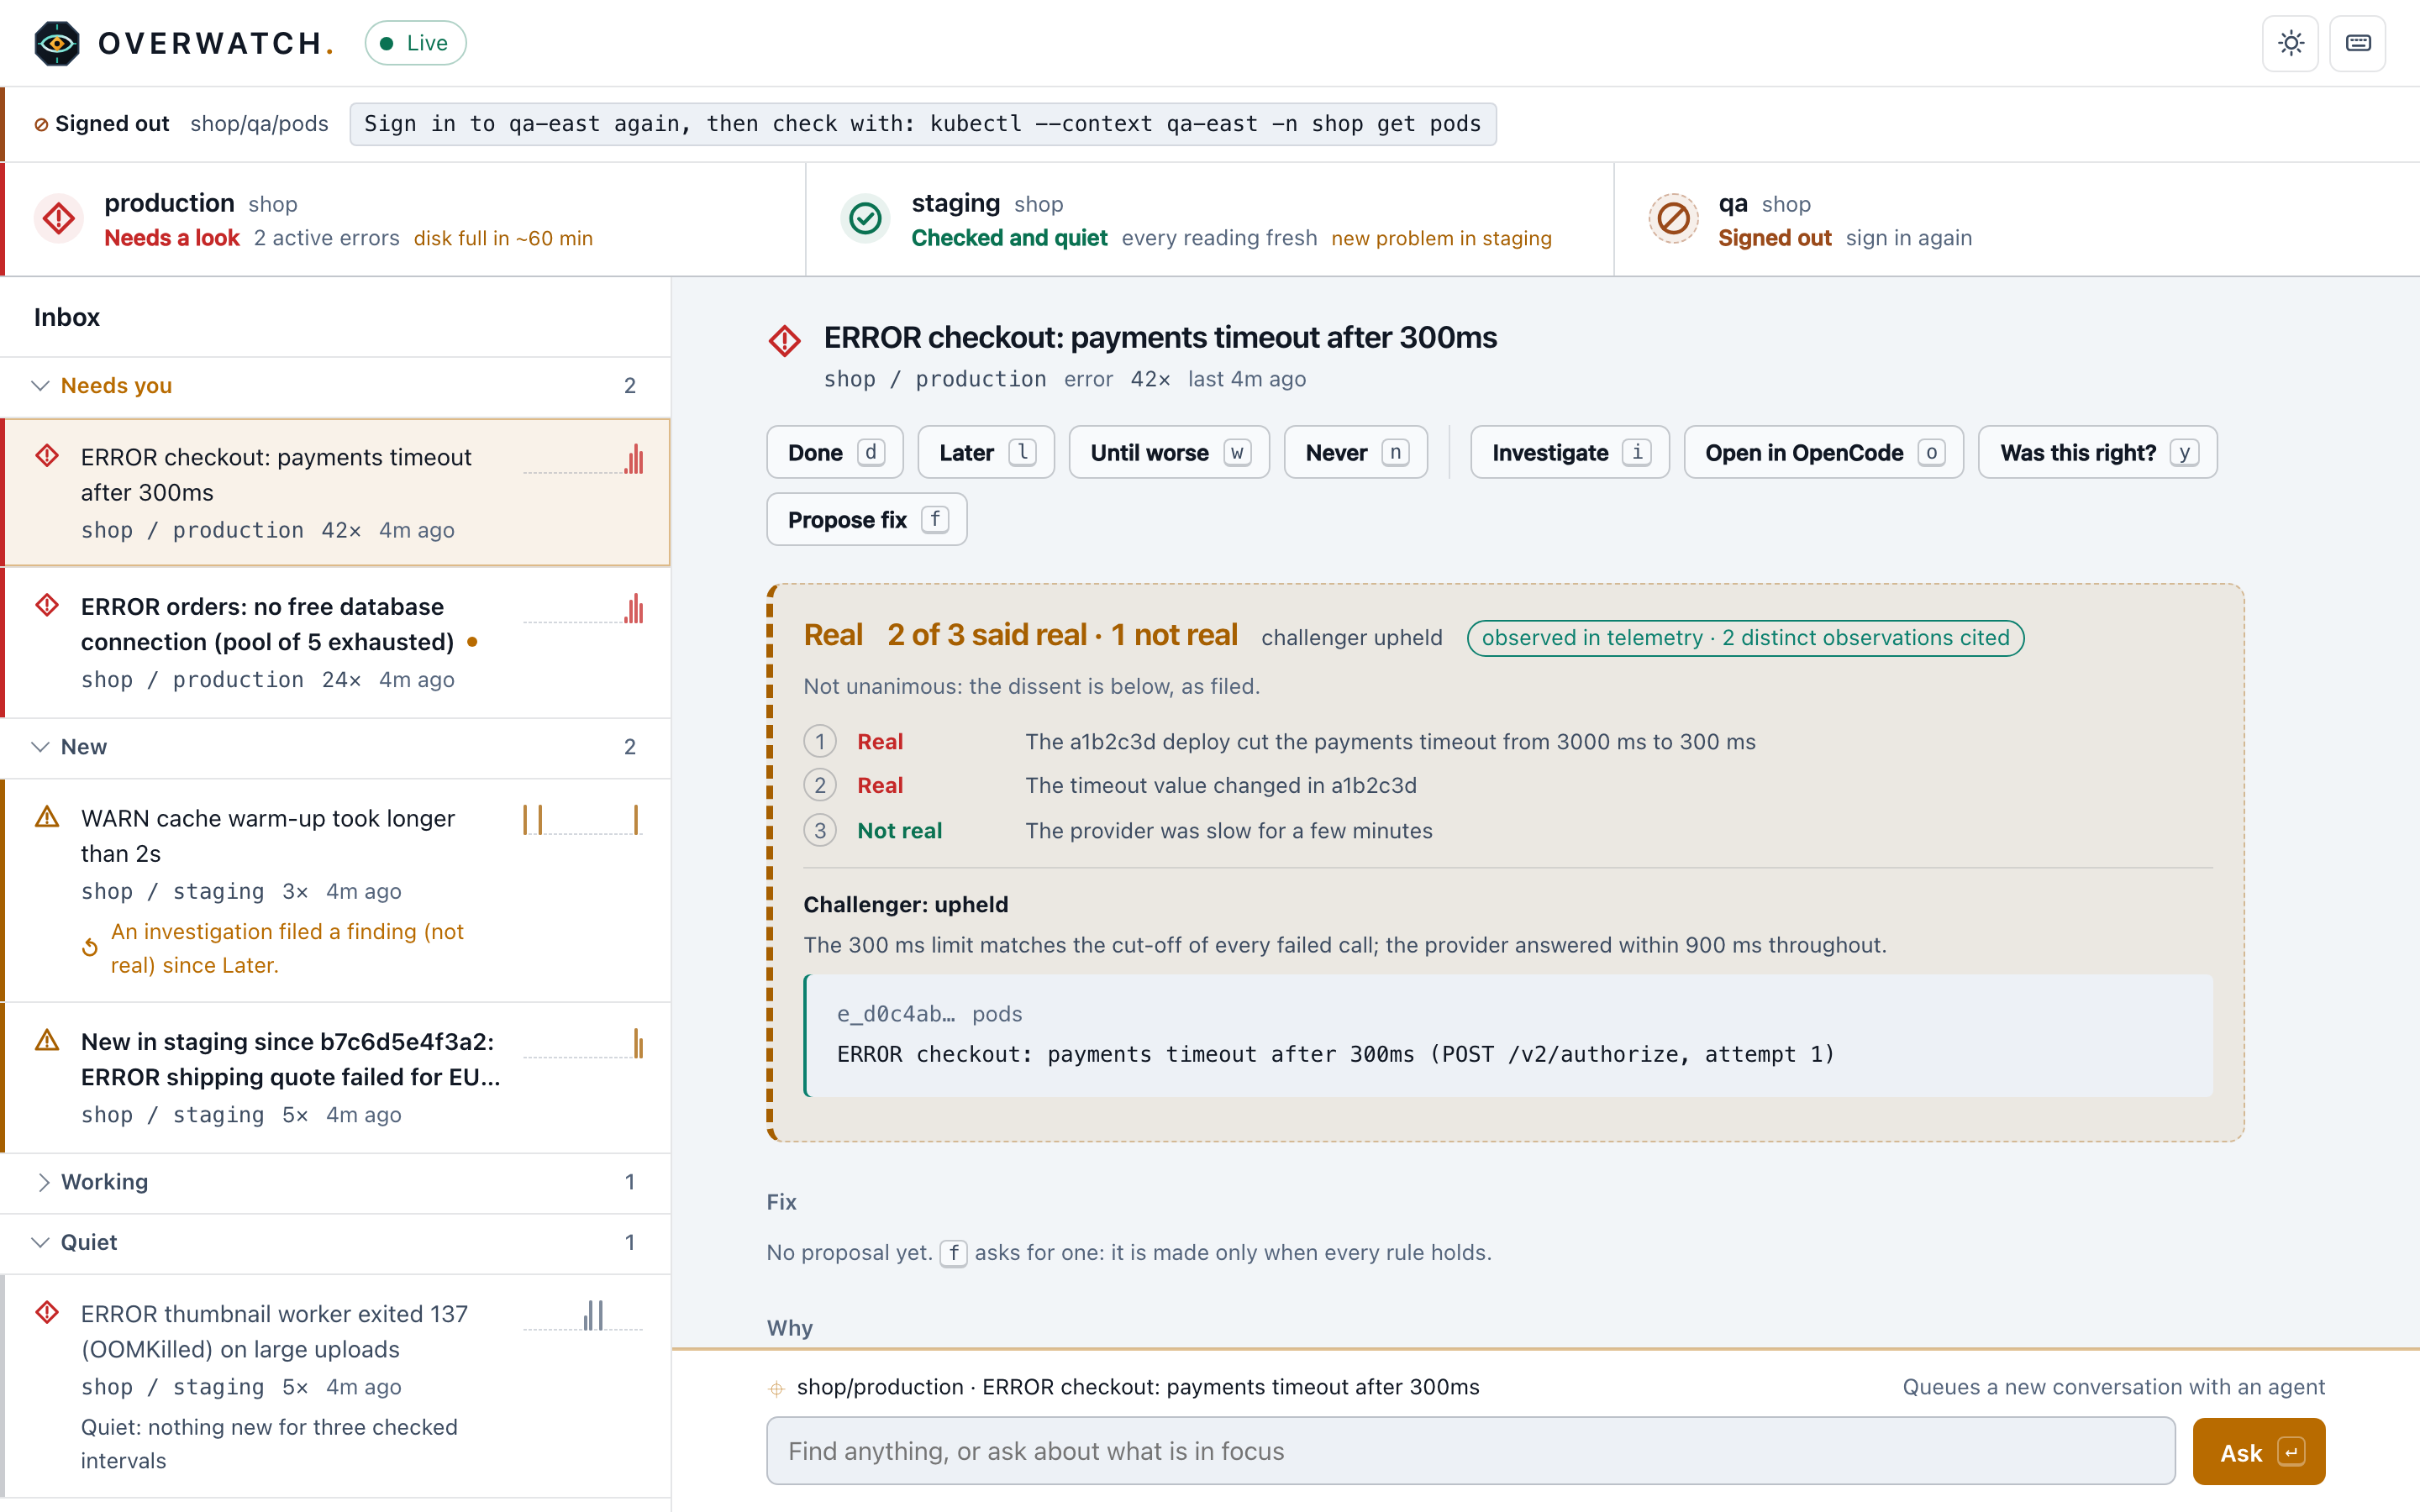 OVERWATCH.
Live
Signed out shop/qa/pods Sign in to qa-east again, then check with: kubectl --context qa-east -n shop get pods
production shop
Needs a look 2 active errors disk full in ~60 min
staging shop
Checked and quiet every reading fresh new problem in staging
qa shop
Signed out sign in again
Inbox
Needs you 2
ERROR checkout: payments timeout
after 300ms
shop / production 42× 4m ago
ERROR orders: no free database
connection (pool of 5 exhausted)
shop / production 24× 4m ago
New 2
WARN cache warm-up took longer
than 2s
shop / staging 3× 4m ago
An investigation filed a finding (not
real) since Later.
New in staging since b7c6d5e4f3a2:
ERROR shipping quote failed for EU...
shop / staging 5× 4m ago
Working 1
Quiet 1
ERROR thumbnail worker exited 137
(OOMKilled) on large uploads
shop / staging 5× 4m ago
Quiet: nothing new for three checked
intervals
ERROR checkout: payments timeout after 300ms
shop / production error 42× last 4m ago
Done d Later l Until worse w Never n Investigate i Open in OpenCode o Was this right? y
Propose fix f
Real 2 of 3 said real · 1 not real challenger upheld observed in telemetry · 2 distinct observations cited
Not unanimous: the dissent is below, as filed.
1 Real The a1b2c3d deploy cut the payments timeout from 3000 ms to 300 ms
2 Real The timeout value changed in a1b2c3d
3 Not real The provider was slow for a few minutes
Challenger: upheld
The 300 ms limit matches the cut-off of every failed call; the provider answered within 900 ms throughout.
e_d0c4ab… pods
ERROR checkout: payments timeout after 300ms (POST /v2/authorize, attempt 1)
Fix
No proposal yet. f asks for one: it is made only when every rule holds.
Why
shop/production · ERROR checkout: payments timeout after 300ms
Queues a new conversation with an agent
Find anything, or ask about what is in focus
Ask ↵